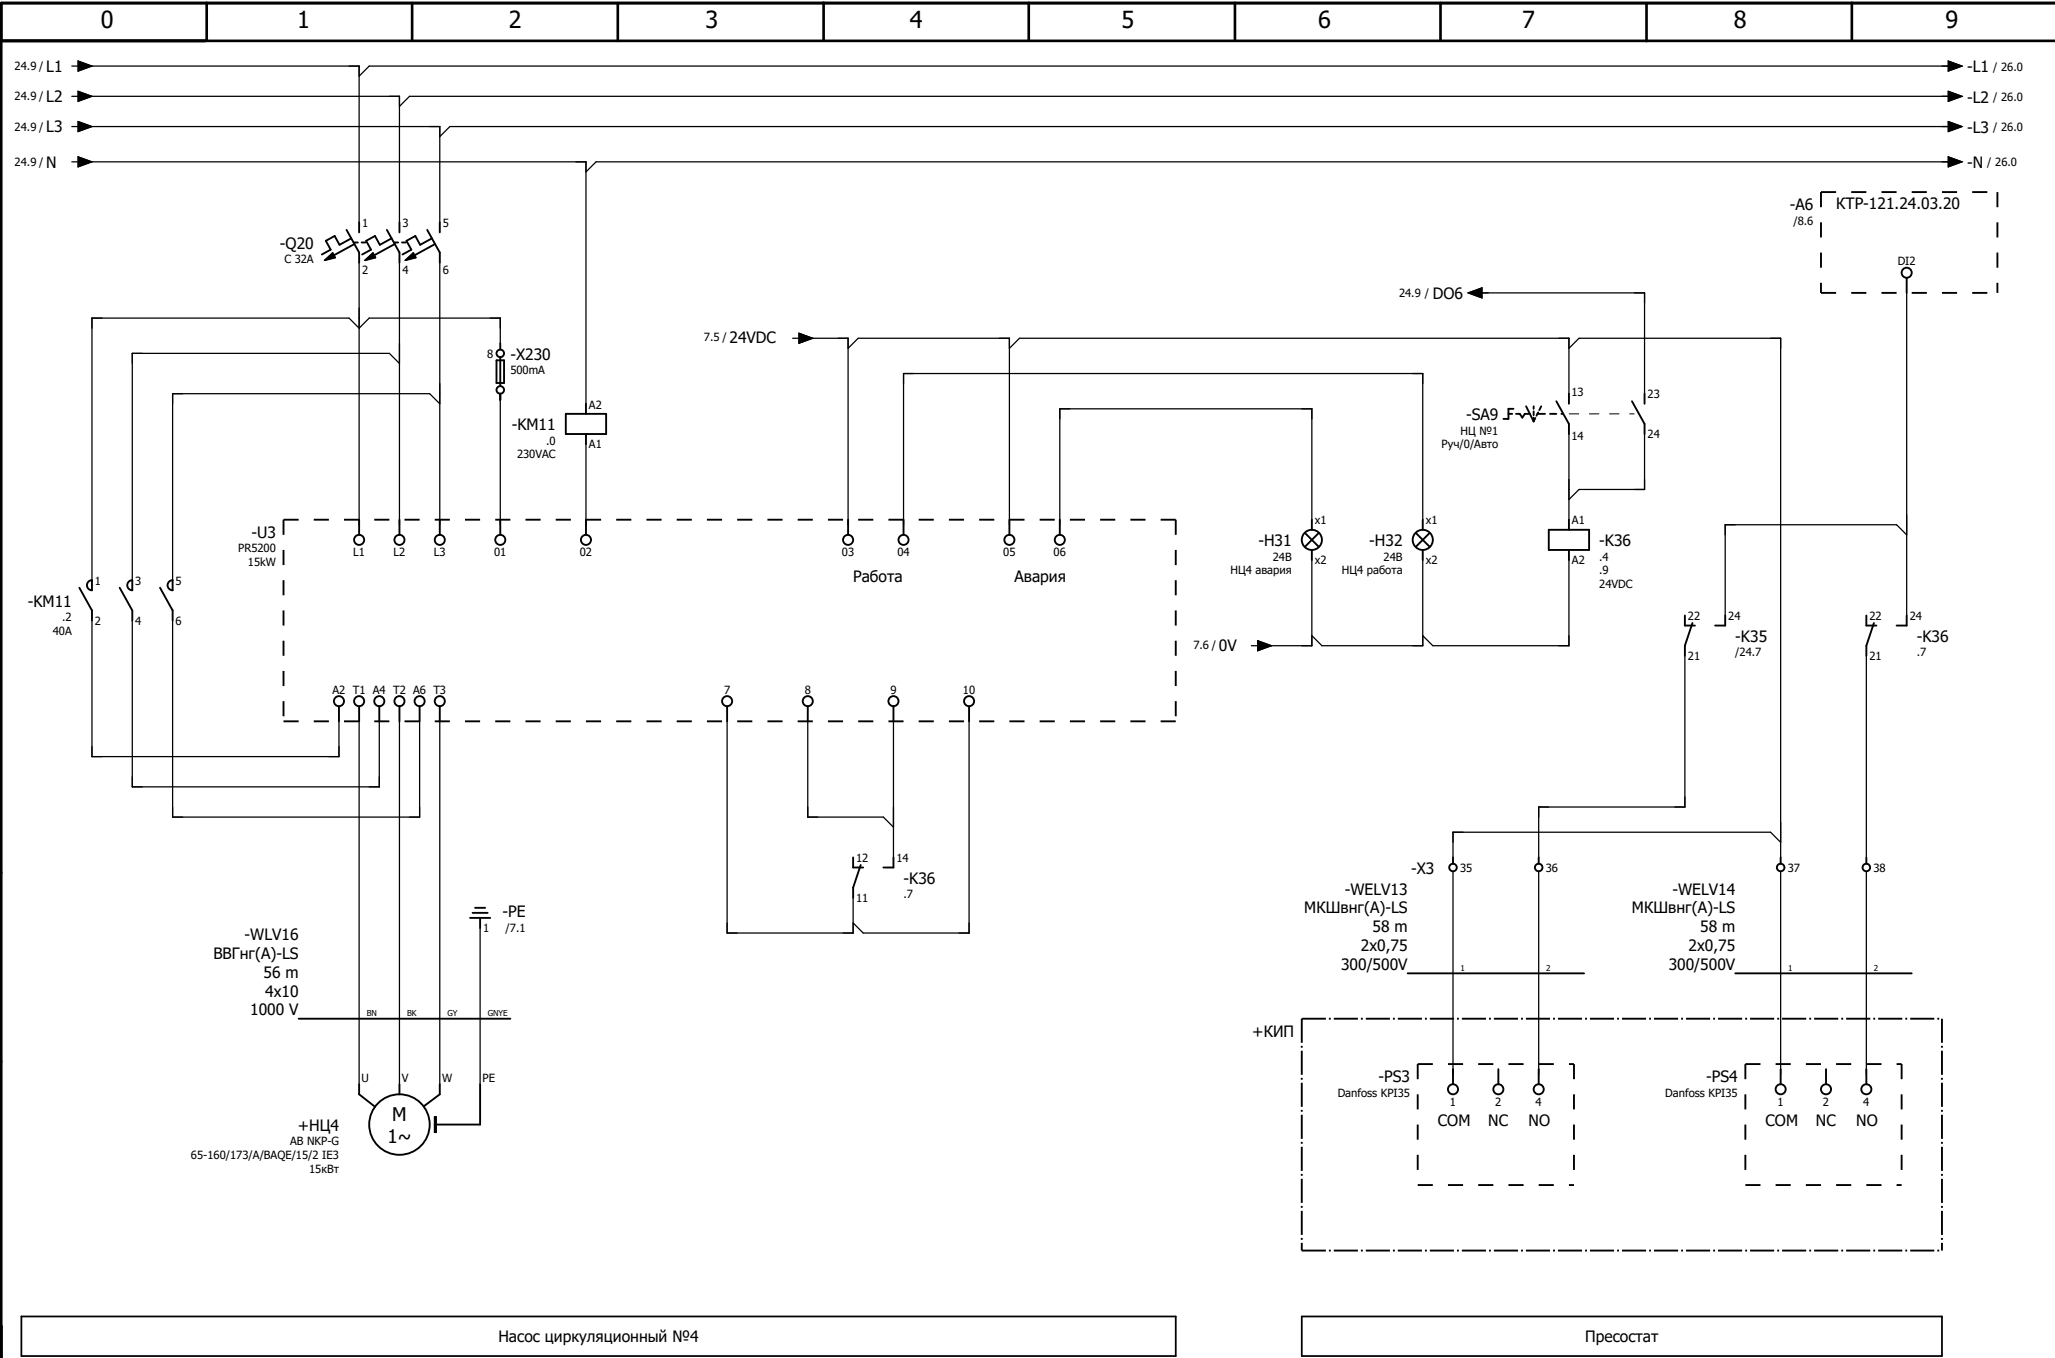 0 1 2 3 4 5 6 7 8 9
24.9 / L1
-L1 / 26.0
24.9 / L2
-L2 / 26.0
24.9 / L3
-L3 / 26.0
24.9 / N
-N / 26.0
-A6
/8.6
КТР-121.24.03.20
DI2
-Q20
C 32A
1 3 5
2 4 6
24.9 / DO6
7.5 / 24VDC
8
-X230
500mA
-KM11
.0
230VAC
A2
A1
-SA9
НЦ №1
Руч/0/Авто
13
14
23
24
-U3
PR5200
15kW
L1 L2 L3 01 02 03 04 05 06
Работа
Авария
-H31
24В
НЦ4 авария
x1
x2
-H32
24В
НЦ4 работа
x1
x2
A1
A2
-K36
.4
.9
24VDC
-KM11
.2
40A
1 3 5
2 4 6
7.6 / 0V
22 24
21
-K35
/24.7
22 24
21
-K36
.7
A2 T1 A4 T2 A6 T3 7 8 9 10
12 14
11
-K36
.7
-X3 35 36 37 38
-WELV13
МКШвнг(А)-LS
58 m
2x0,75
300/500V
1 2
-WELV14
МКШвнг(А)-LS
58 m
2x0,75
300/500V
1 2
-PE
/7.1
1
-WLV16
ВВГнг(А)-LS
56 m
4x10
1000 V
BN BK GY GNYE
U V W PE
M
1~
+НЦ4
AB NKP-G
65-160/173/A/BAQE/15/2 IE3
15кВт
+КИП
-PS3
Danfoss KPI35
1 2 4
COM NC NO
-PS4
Danfoss KPI35
1 2 4
COM NC NO
Насос циркуляционный №4
Пресостат